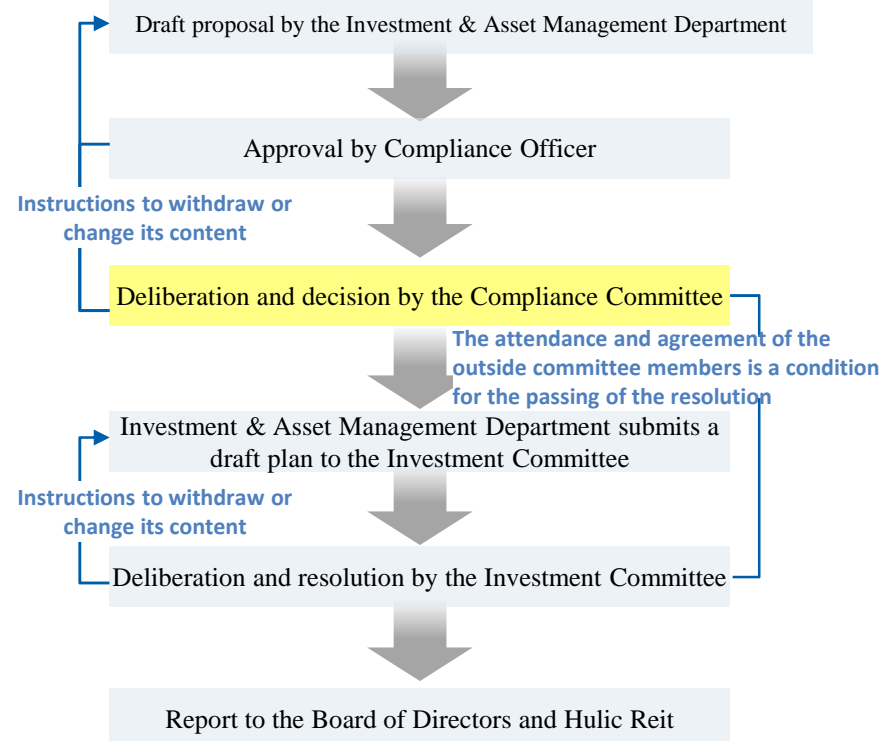 Draft proposal by the Investment & Asset Management Department
Approval by Compliance Officer
Instructions to withdraw or
change its content
Deliberation and decision by the Compliance Committee
The attendance and agreement of the
outside committee members is a condition
for the passing of the resolution
Investment & Asset Management Department submits a
draft plan to the Investment Committee
Instructions to withdraw or
change its content
Deliberation and resolution by the Investment Committee
Report to the Board of Directors and Hulic Reit